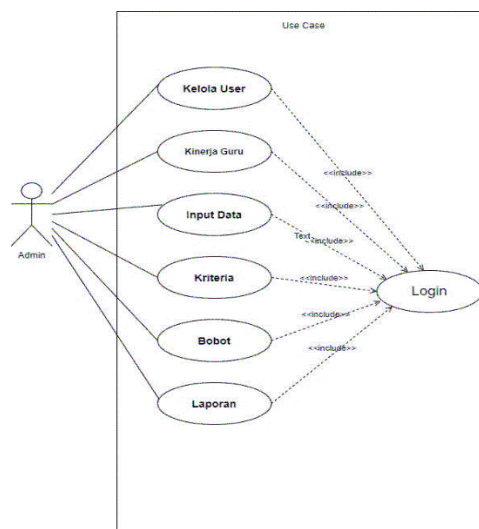 Use Case
Kelola User
<<include>>
Kinerja Guru
<<include>>
Input Data
Text
<<include>>
Admin
Kriteria
<<include>>
Login
Bobot
<<include>>
Laporan
<<include>>